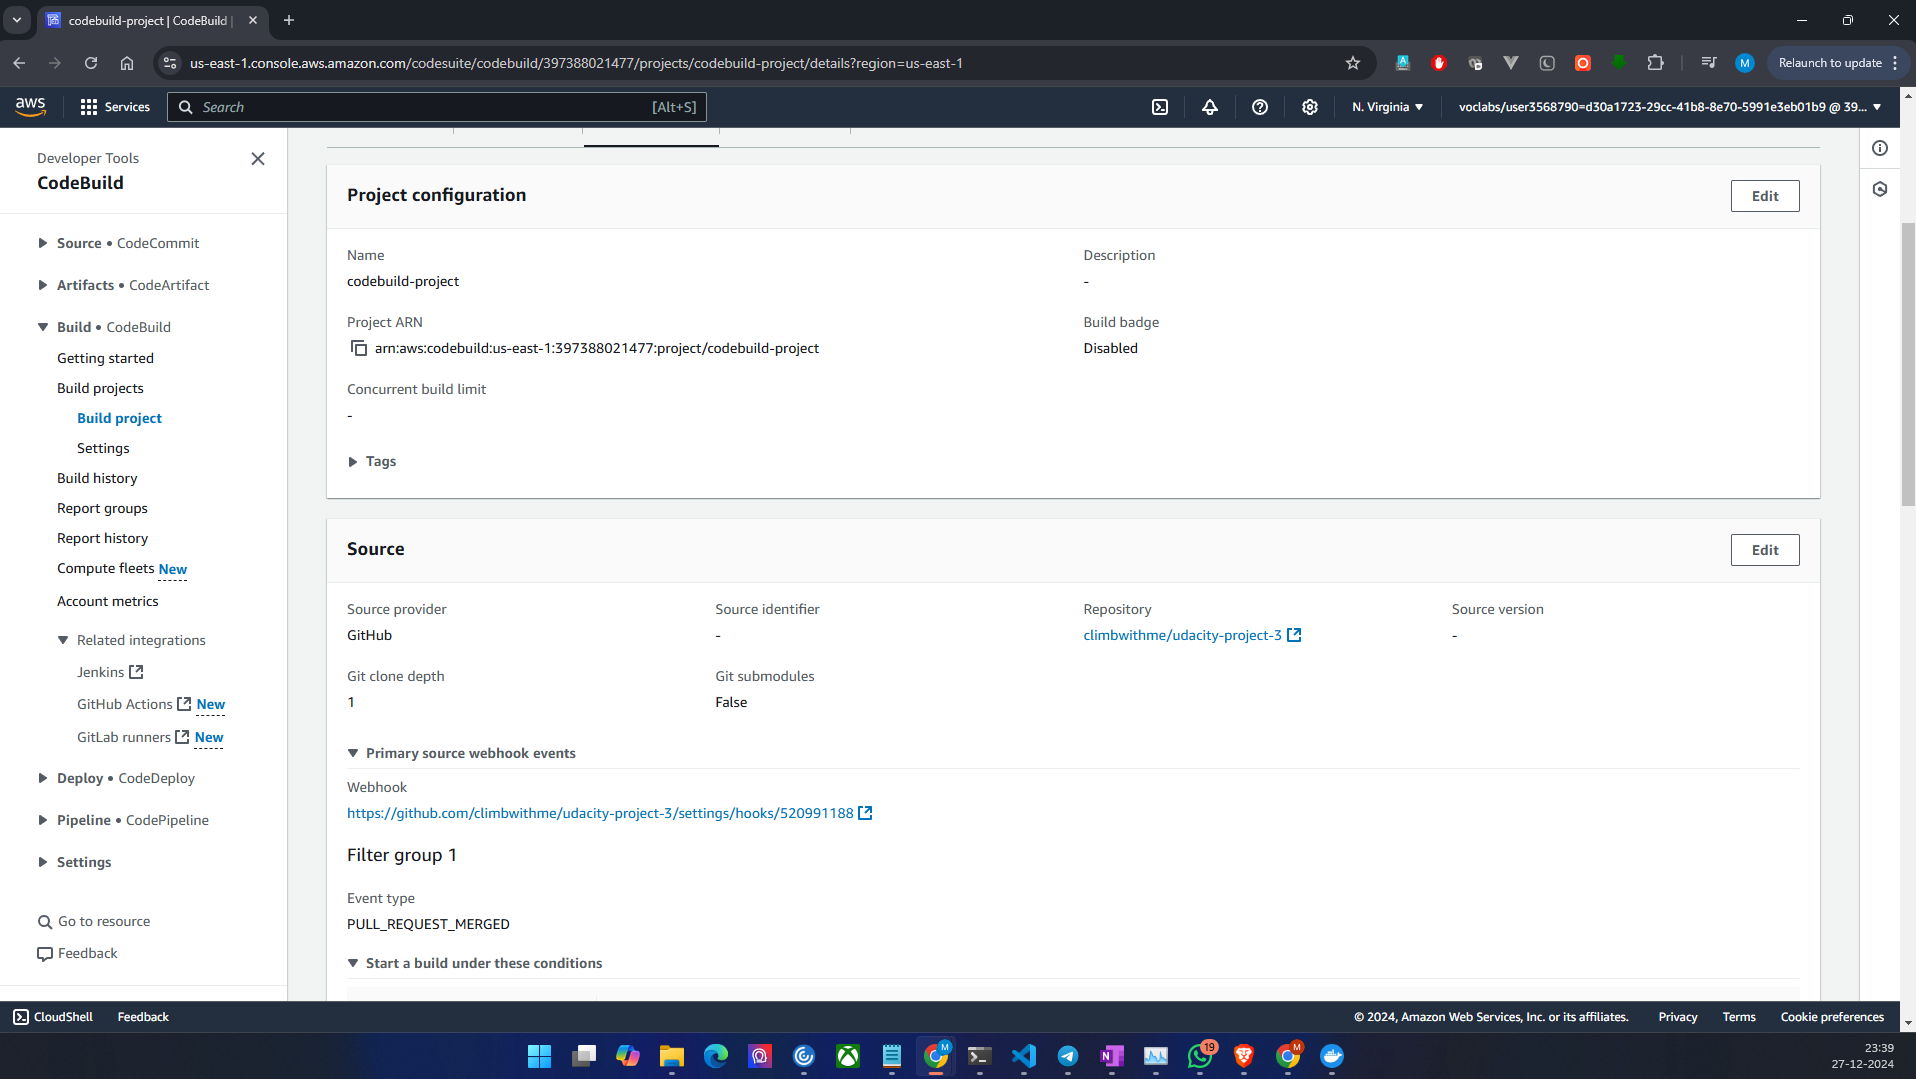 codebuild-project | CodeBuild |
us-east-1.console.aws.amazon.com/codesuite/codebuild/397388021477/projects/codebuild-project/details?region=us-east-1
M
Relaunch to update
aws
Services
Search
[Alt+S]
N. Virginia
voclabs/user3568790=d30a1723-29cc-41b8-8e70-5991e3eb01b9 @ 39...
Developer Tools
CodeBuild
Source • CodeCommit
Artifacts • CodeArtifact
Build • CodeBuild
Getting started
Build projects
Build project
Settings
Build history
Report groups
Report history
Compute fleets New
Account metrics
Related integrations
Jenkins
GitHub Actions New
GitLab runners New
Deploy • CodeDeploy
Pipeline • CodePipeline
Settings
Go to resource
Feedback
Project configuration
Edit
Name
codebuild-project
Description
-
Project ARN
arn:aws:codebuild:us-east-1:397388021477:project/codebuild-project
Build badge
Disabled
Concurrent build limit
-
Tags
Source
Edit
Source provider
GitHub
Source identifier
-
Repository
climbwithme/udacity-project-3
Source version
-
Git clone depth
1
Git submodules
False
Primary source webhook events
Webhook
https://github.com/climbwithme/udacity-project-3/settings/hooks/520991188
Filter group 1
Event type
PULL_REQUEST_MERGED
Start a build under these conditions
CloudShell
Feedback
© 2024, Amazon Web Services, Inc. or its affiliates.
Privacy
Terms
Cookie preferences
M
19
M
23:39
27-12-2024